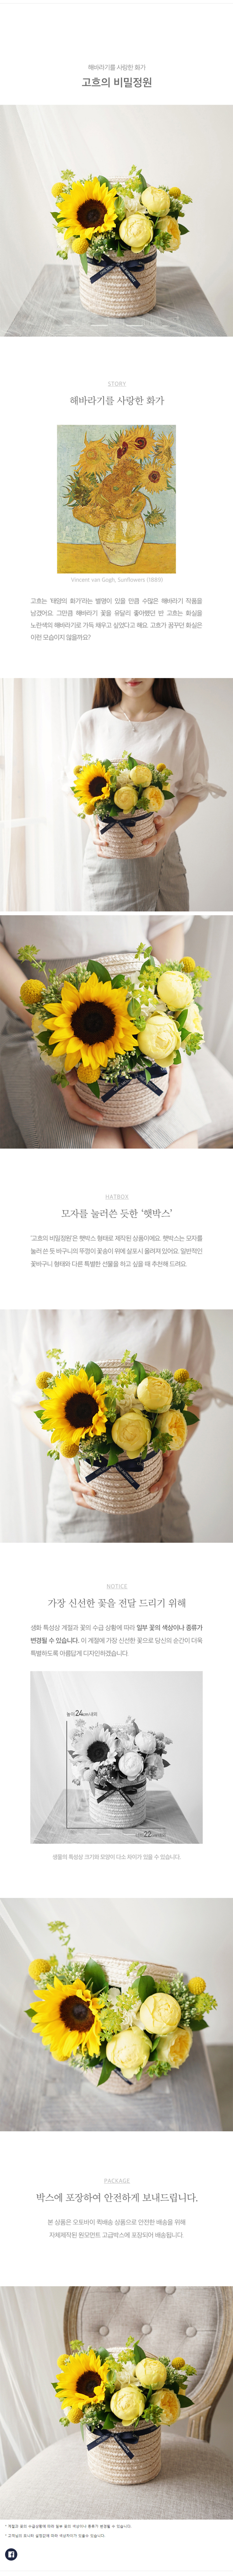 해바라기를 사랑한 화가
고흐의 비밀정원
STORY
해바라기를 사랑한 화가
Vincent van Gogh, Sunflowers (1889)
고흐는 '태양의 화가'라는 별명이 있을 만큼 수많은 해바라기 작품을
남겼어요. 그만큼 해바라기 꽃을 유달리 좋아했던 반 고흐는 화실을
노란색의 해바라기로 가득 채우고 싶었다고 해요. 고흐가 꿈꾸던 화실은
이런 모습이지 않을까요?
HATBOX
모자를 눌러쓴 듯한 '햇박스'
'고흐의 비밀정원'은 햇박스 형태로 제작된 상품이에요. 햇박스는 모자를
눌러 쓴 듯 바구니의 뚜껑이 꽃송이 위에 살포시 올려져 있어요. 일반적인
꽃바구니 형태와 다른 특별한 선물을 하고 싶을 때 추천해 드려요.
NOTICE
가장 신선한 꽃을 전달 드리기 위해
생화 특성상 계절과 꽃의 수급 상황에 따라 일부 꽃의 색상이나 종류가
변경될 수 있습니다. 이 계절에 가장 신선한 꽃으로 당신의 순간이 더욱
특별하도록 아름답게 디자인하겠습니다.
높이 24cm 내외
22
생물의 특성상 크기와 모양이 다소 차이가 있을 수 있습니다.
PACKAGE
박스에 포장하여 안전하게 보내드립니다.
본 상품은 오토바이 퀵배송 상품으로 안전한 배송을 위해
자체제작된 원모먼트 고급박스에 포장되어 배송됩니다.
* 계절과 꽃의 수급상황에 따라 일부 꽃의 색상이나 종류가 변경될 수 있습니다.
* 고객님의 모니터 설정값에 따라 색상차이가 있을수 있습니다.